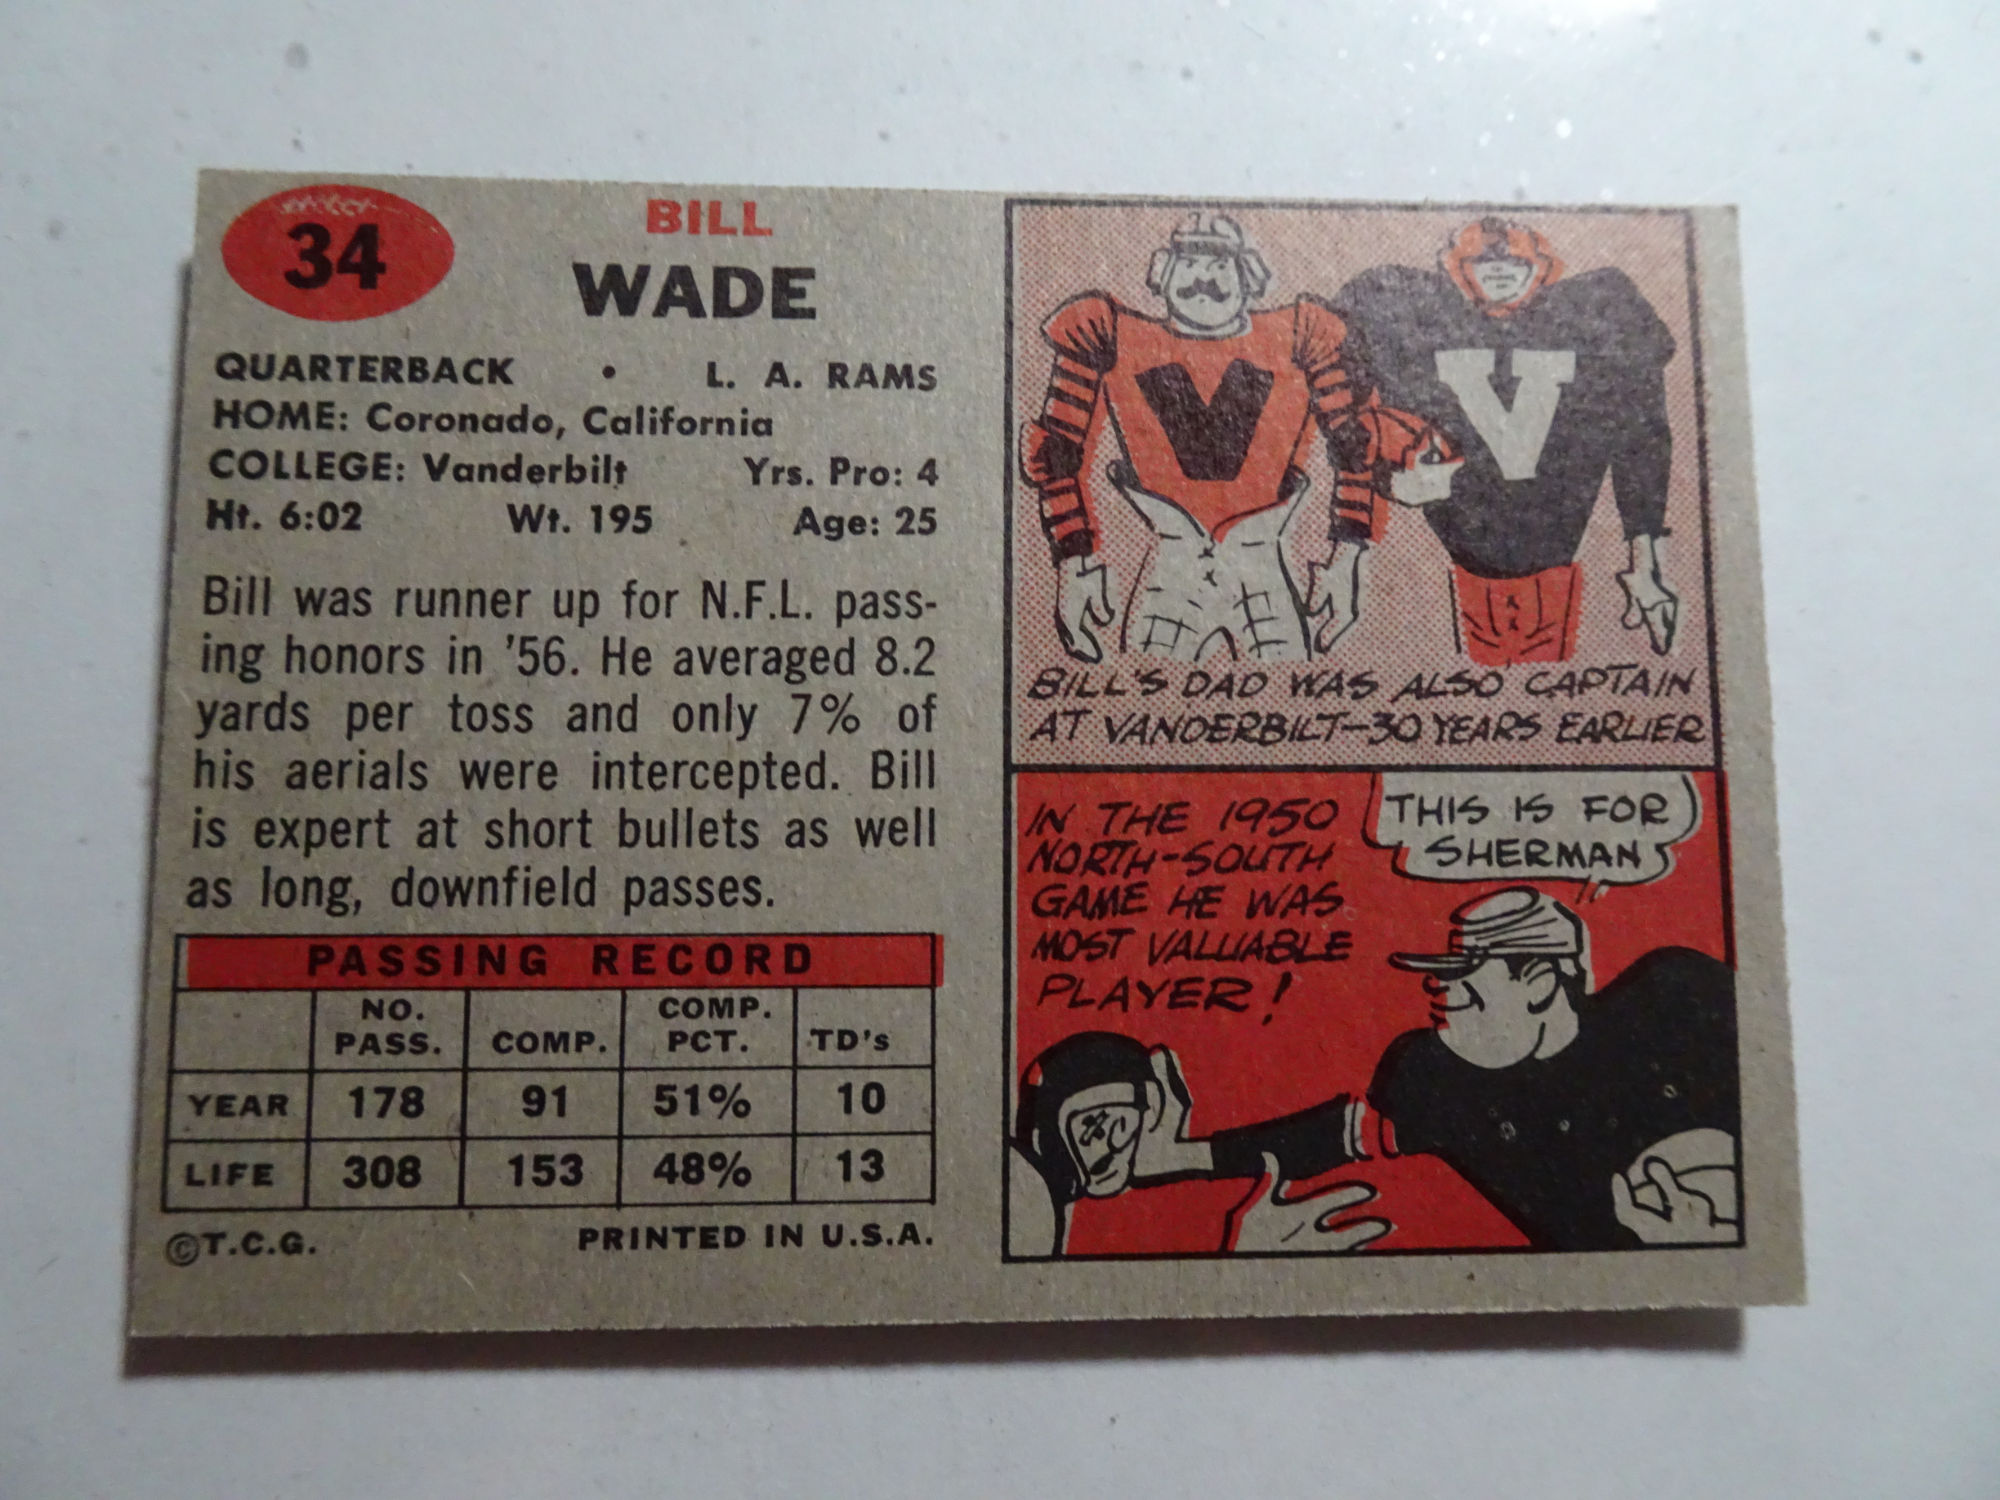 34
BILL
WADE
QUARTERBACK • L. A. RAMS
HOME: Coronado, California
COLLEGE: Vanderbilt Yrs. Pro: 4
Ht. 6:02 Wt. 195 Age: 25
Bill was runner up for N.F.L. pass-
ing honors in '56. He averaged 8.2
yards per toss and only 7% of
his aerials were intercepted. Bill
is expert at short bullets as well
as long, downfield passes.
PASSING RECORD
NO. PASS. COMP. COMP. PCT. TD's
YEAR 178 91 51% 10
LIFE 308 153 48% 13
©T.C.G. PRINTED IN U.S.A.
V V
BILL'S DAD WAS ALSO CAPTAIN
AT VANDERBILT—30 YEARS EARLIER
IN THE 1950
NORTH-SOUTH
GAME HE WAS
MOST VALUABLE
PLAYER!
THIS IS FOR
SHERMAN